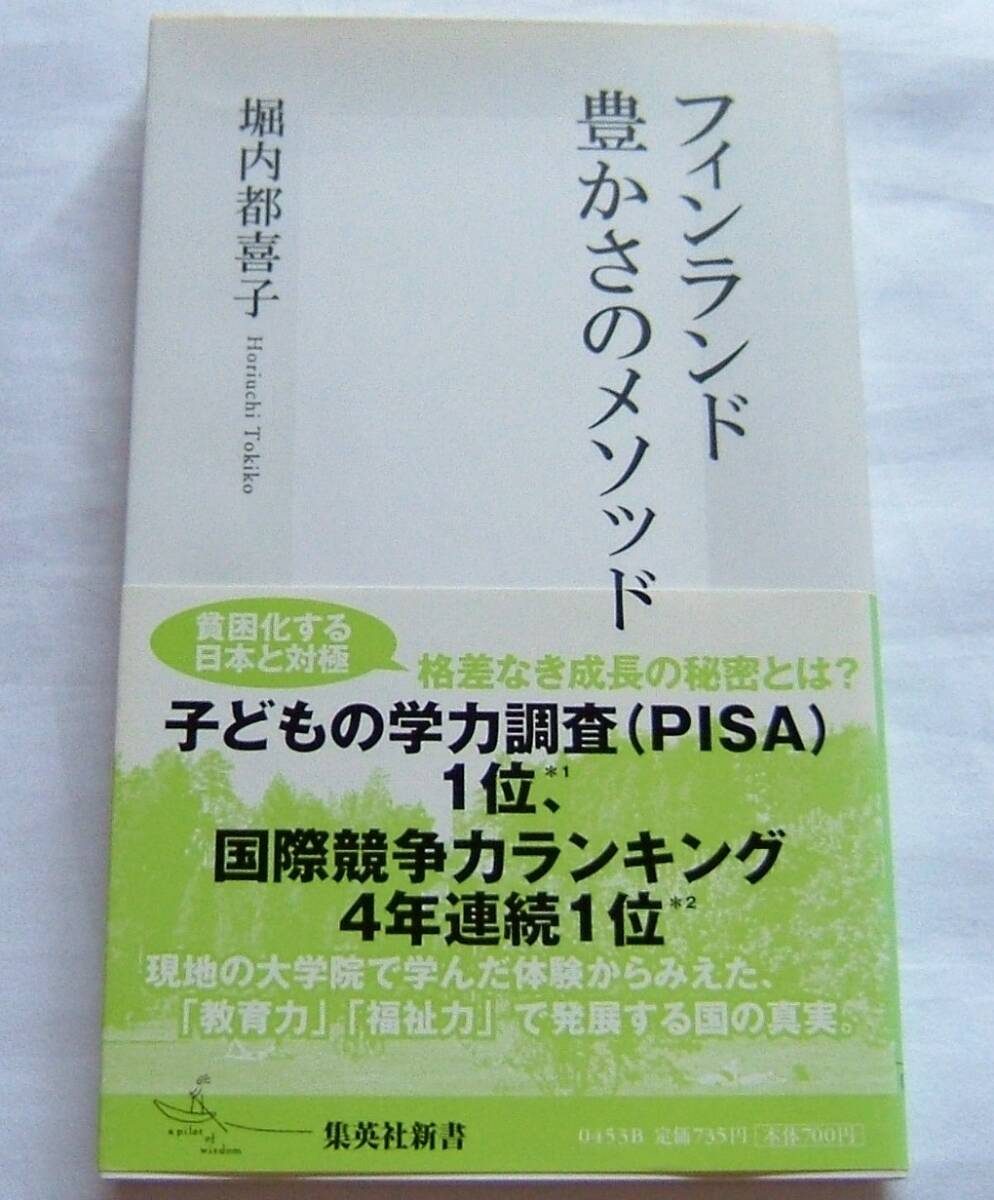 フィンランド
豊かさのメソッド
堀内都喜子
Horiuchi Tokiko
貧困化する
日本と対極
格差なき成長の秘密とは?
子どもの学力調査(PISA)
1位*1、
国際競争力ランキング
4年連続1位*2
現地の大学院で学んだ体験からみえた、
「教育力」「福祉力」で発展する国の真実。
a pilot
of
wisdom
集英社新書
0453B 定価735円 本体700円